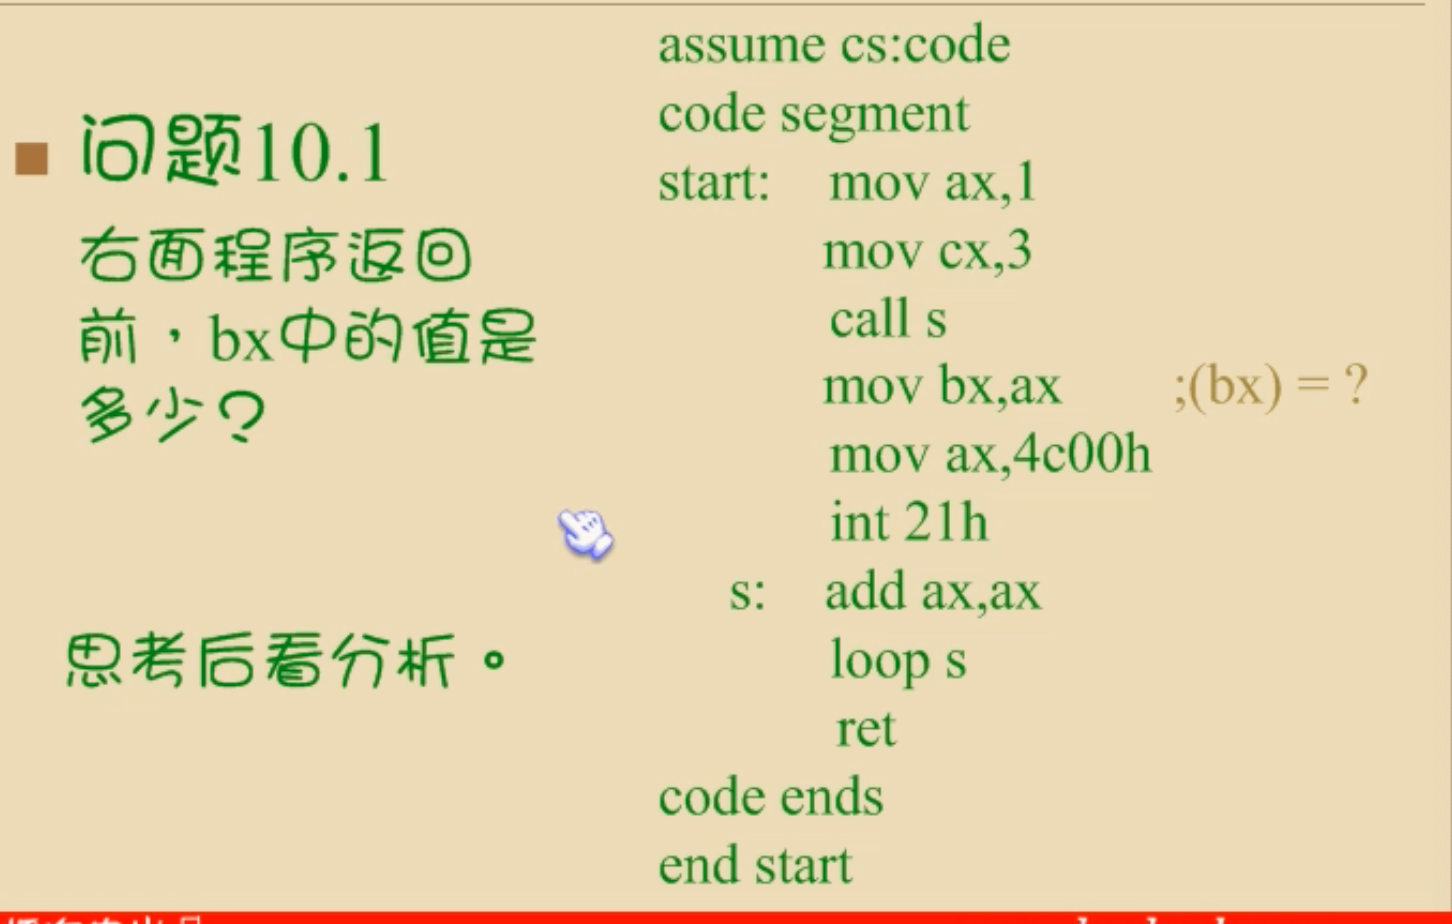 问题10.1
右面程序返回
前，bx中的值是
多少？
思考后看分析。
assume cs:code
code segment
start: mov ax,1
mov cx,3
call s
mov bx,ax ;(bx) = ?
mov ax,4c00h
int 21h
s: add ax,ax
loop s
ret
code ends
end start